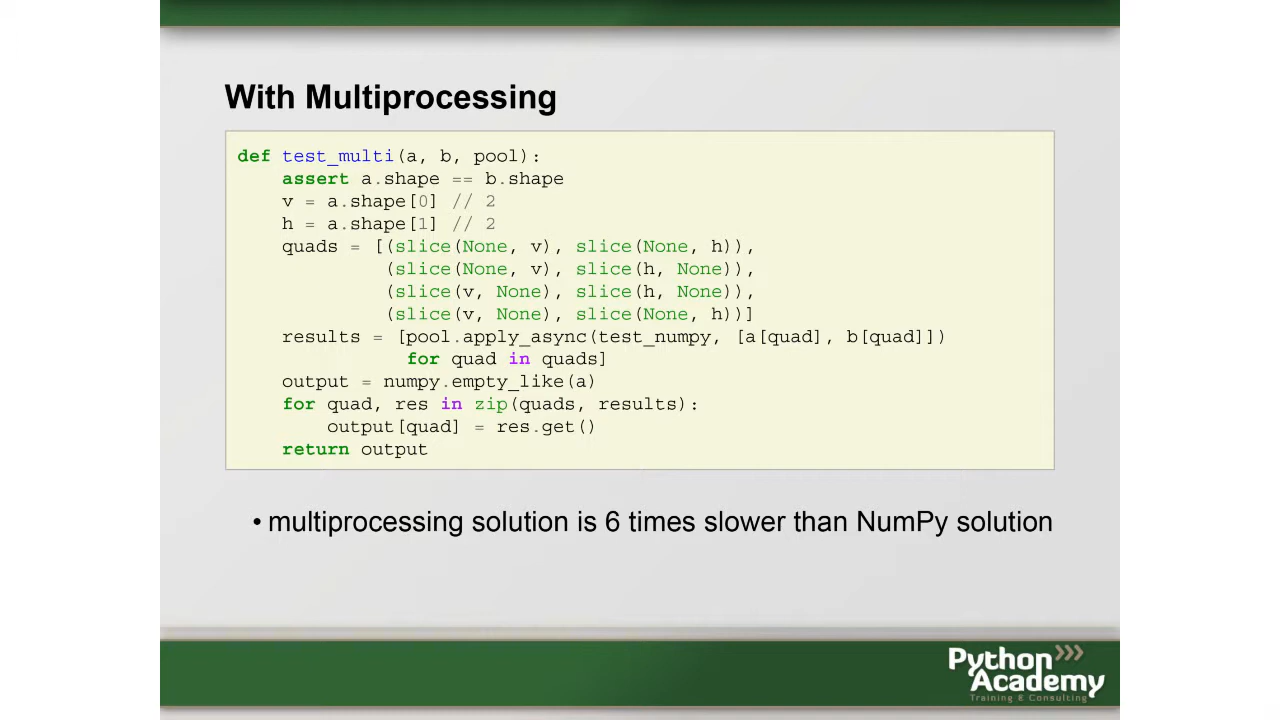 With Multiprocessing
def test_multi(a, b, pool):
    assert a.shape == b.shape
    v = a.shape[0] // 2
    h = a.shape[1] // 2
    quads = [(slice(None, v), slice(None, h)),
             (slice(None, v), slice(h, None)),
             (slice(v, None), slice(h, None)),
             (slice(v, None), slice(None, h))]
    results = [pool.apply_async(test_numpy, [a[quad], b[quad]])
               for quad in quads]
    output = numpy.empty_like(a)
    for quad, res in zip(quads, results):
        output[quad] = res.get()
    return output
• multiprocessing solution is 6 times slower than NumPy solution
Python
Academy
Training & Consulting